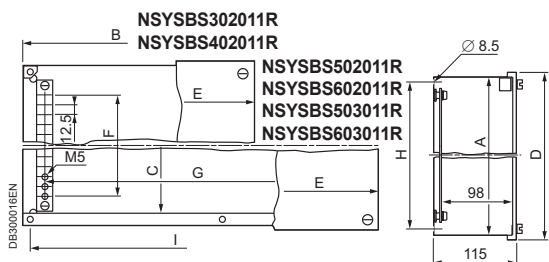 B
NSYSBS302011R
NSYSBS402011R
NSYSBS502011R
NSYSBS602011R
NSYSBS503011R
NSYSBS603011R
E
12.5
F
M5
C
G
E
I
DB300016EN
Ø 8.5
H
A
D
98
115